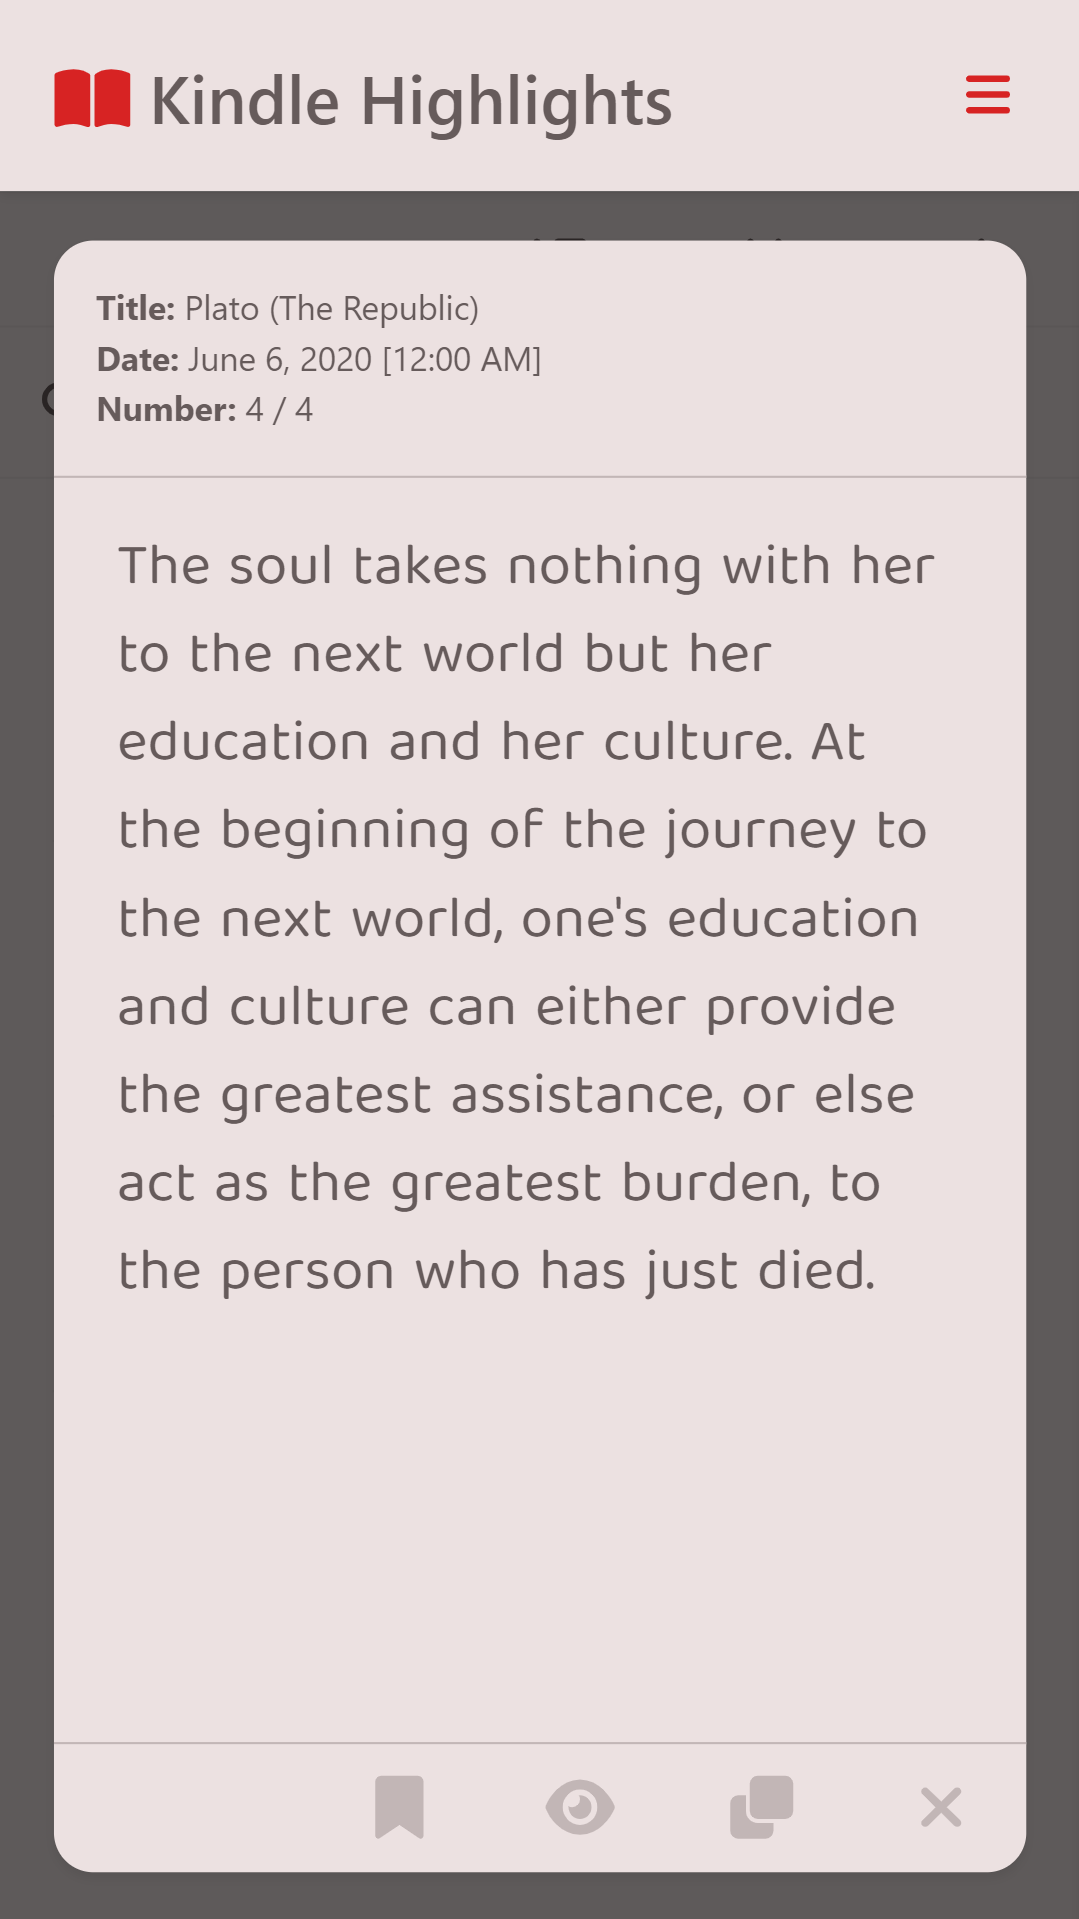 Kindle Highlights
Title: Plato (The Republic)
Date: June 6, 2020 [12:00 AM]
Number: 4 / 4
The soul takes nothing with her
to the next world but her
education and her culture. At
the beginning of the journey to
the next world, one's education
and culture can either provide
the greatest assistance, or else
act as the greatest burden, to
the person who has just died.